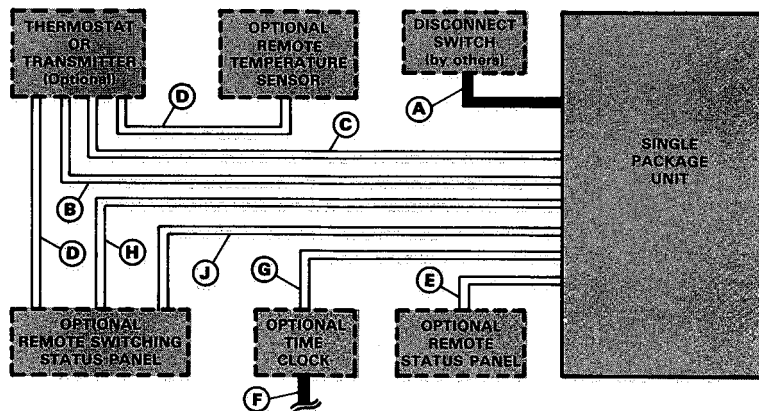 THERMOSTAT
OR
TRANSMITTER
(Optional)
OPTIONAL
REMOTE
TEMPERATURE
SENSOR
DISCONNECT
SWITCH
(by others)
D
A
C
SINGLE
PACKAGE
UNIT
B
D
H
J
G
E
OPTIONAL
REMOTE SWITCHING
STATUS PANEL
OPTIONAL
TIME
CLOCK
OPTIONAL
REMOTE
STATUS PANEL
F